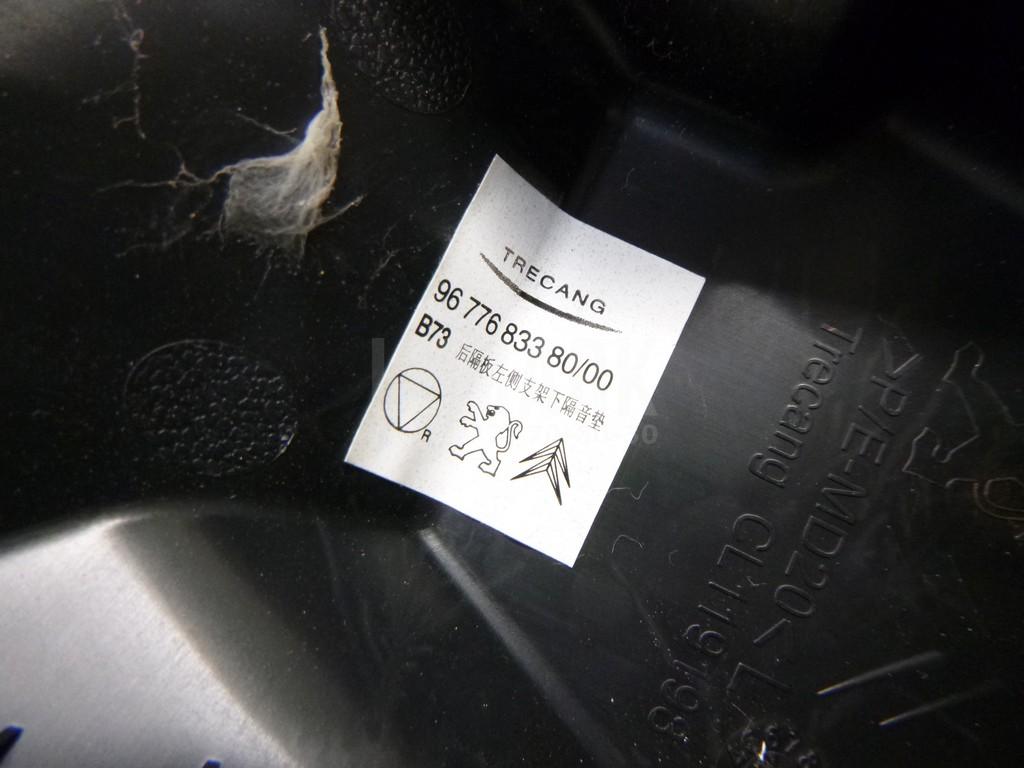 TRECANG
96 776 833 80/00
B73 后隔板左侧支架下隔音垫
R
>P/E-MD20< L
Trecang CL119198